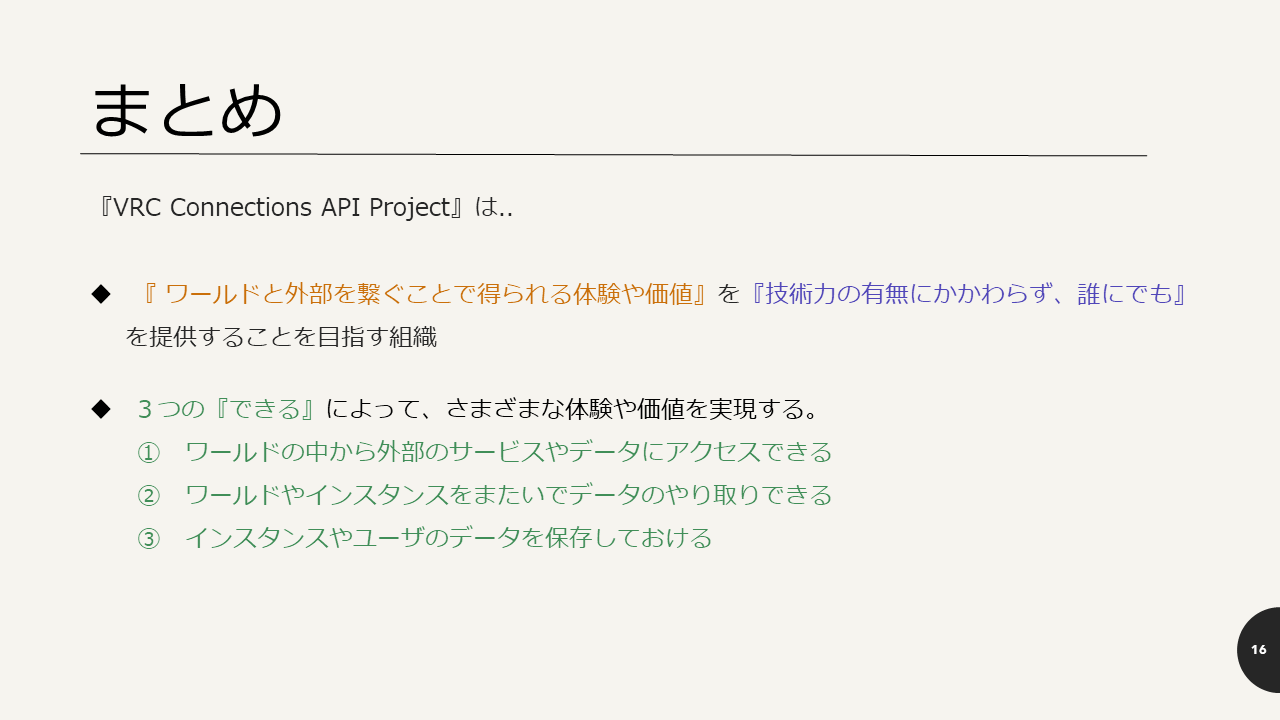 まとめ
『VRC Connections API Project』は..
◆ 『 ワールドと外部を繋ぐことで得られる体験や価値』を『技術力の有無にかかわらず、誰にでも』
を提供することを目指す組織
◆ ３つの『できる』によって、さまざまな体験や価値を実現する。
① ワールドの中から外部のサービスやデータにアクセスできる
② ワールドやインスタンスをまたいでデータのやり取りできる
③ インスタンスやユーザのデータを保存しておける
16